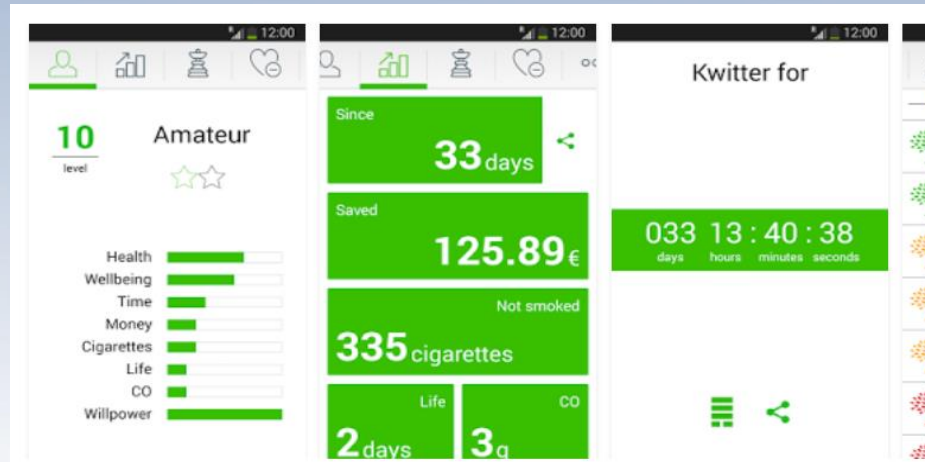 12:00
10
level
Amateur
Health
Wellbeing
Time
Money
Cigarettes
Life
CO
Willpower
12:00
Since
33 days
Saved
125.89€
Not smoked
335 cigarettes
Life
2 days
CO
3g
12:00
Kwitter for
033 13 : 40 : 38
days hours minutes seconds